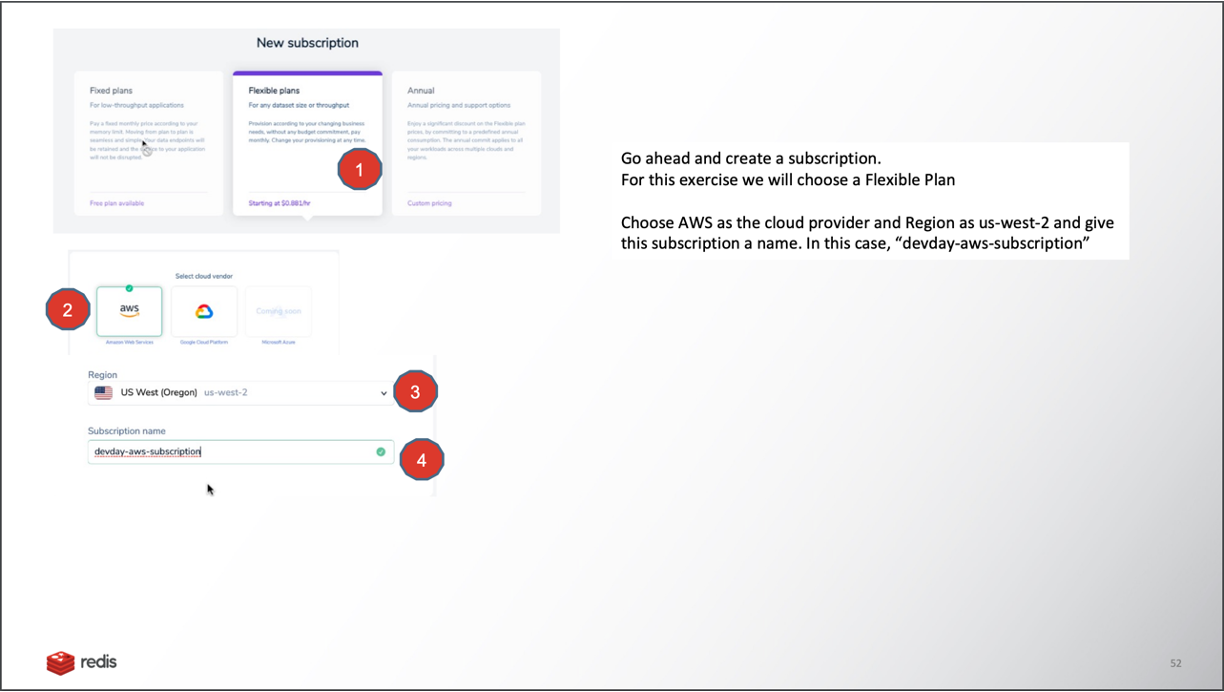 New subscription
Fixed plans
For low-throughput applications
Pay a fixed monthly price according to your
memory limit. Moving from plan to plan is
seamless and simple. Your data endpoints will
be retained and the to your application
will not be disrupted.
Free plan available
Flexible plans
For any dataset size or throughput
Provision according to your changing business
needs, without any budget commitment, pay
monthly. Change your provisioning at any time.
Starting at $0.881/hr
Annual
Annual pricing and support options
Enjoy a significant discount on the Flexible plan
prices, by committing to a predefined annual
consumption. The annual commit applies to all
your workloads across multiple clouds and
regions.
Custom pricing
1
Go ahead and create a subscription.
For this exercise we will choose a Flexible Plan
Choose AWS as the cloud provider and Region as us-west-2 and give
this subscription a name. In this case, “devday-aws-subscription”
Select cloud vendor
2
aws
Coming soon
Amazon Web Services
Google Cloud Platform
Microsoft Azure
Region
US West (Oregon) us-west-2
3
Subscription name
devday-aws-subscription
4
redis
52